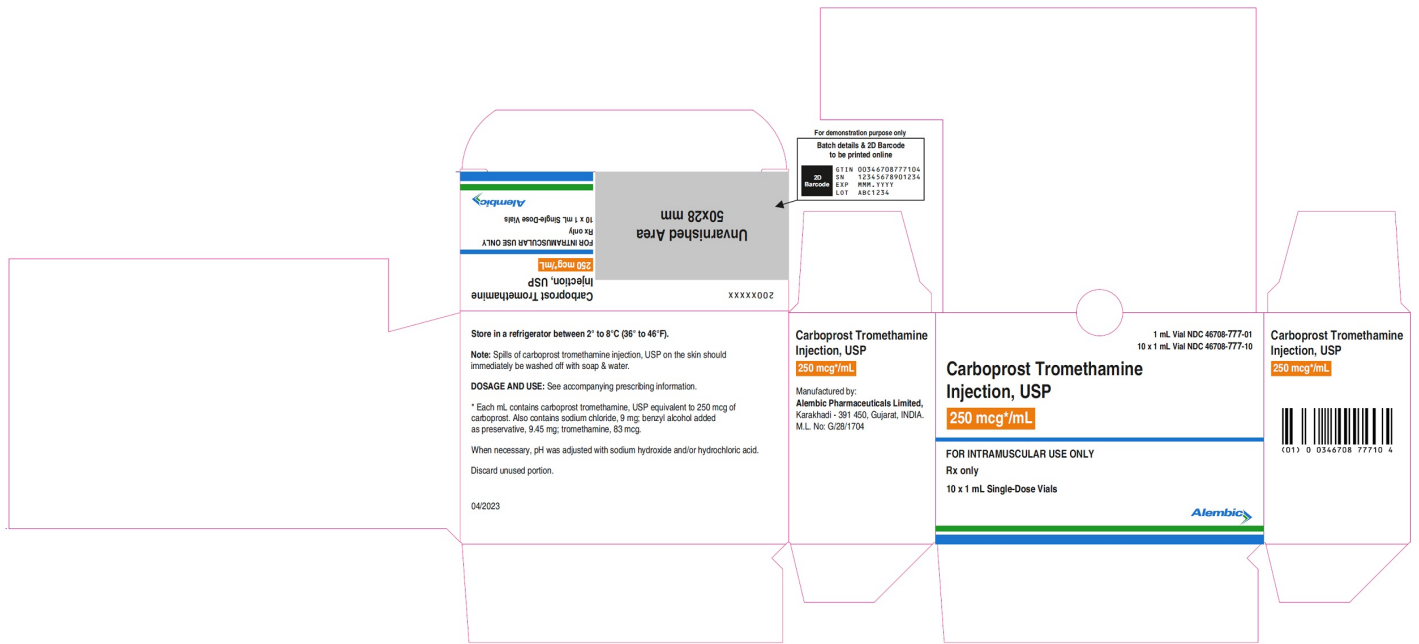 For demonstration purpose only
Batch details & 2D Barcode
to be printed online
2D
Barcode
GTIN 00346708777104
SN 12345678901234
EXP MMM.YYYY
LOT ABC1234
Unvarnished Area
50x28 mm
200XXXXXX
Carboprost Tromethamine
Injection, USP
250 mcg*/mL
FOR INTRAMUSCULAR USE ONLY
Rx only
10 x 1 mL Single-Dose Vials
Alembic
Store in a refrigerator between 2° to 8°C (36° to 46°F).
Note: Spills of carboprost tromethamine injection, USP on the skin should
immediately be washed off with soap & water.
DOSAGE AND USE: See accompanying prescribing information.
* Each mL contains carboprost tromethamine, USP equivalent to 250 mcg of
carboprost. Also contains sodium chloride, 9 mg; benzyl alcohol added
as preservative, 9.45 mg; tromethamine, 83 mcg.
When necessary, pH was adjusted with sodium hydroxide and/or hydrochloric acid.
Discard unused portion.
04/2023
Carboprost Tromethamine
Injection, USP
250 mcg*/mL
Manufactured by:
Alembic Pharmaceuticals Limited,
Karakhadi - 391 450, Gujarat, INDIA.
M.L. No: G/28/1704
1 mL Vial NDC 46708-777-01
10 x 1 mL Vial NDC 46708-777-10
Carboprost Tromethamine
Injection, USP
250 mcg*/mL
FOR INTRAMUSCULAR USE ONLY
Rx only
10 x 1 mL Single-Dose Vials
Alembic
Carboprost Tromethamine
Injection, USP
250 mcg*/mL
(01) 0 0346708 77710 4